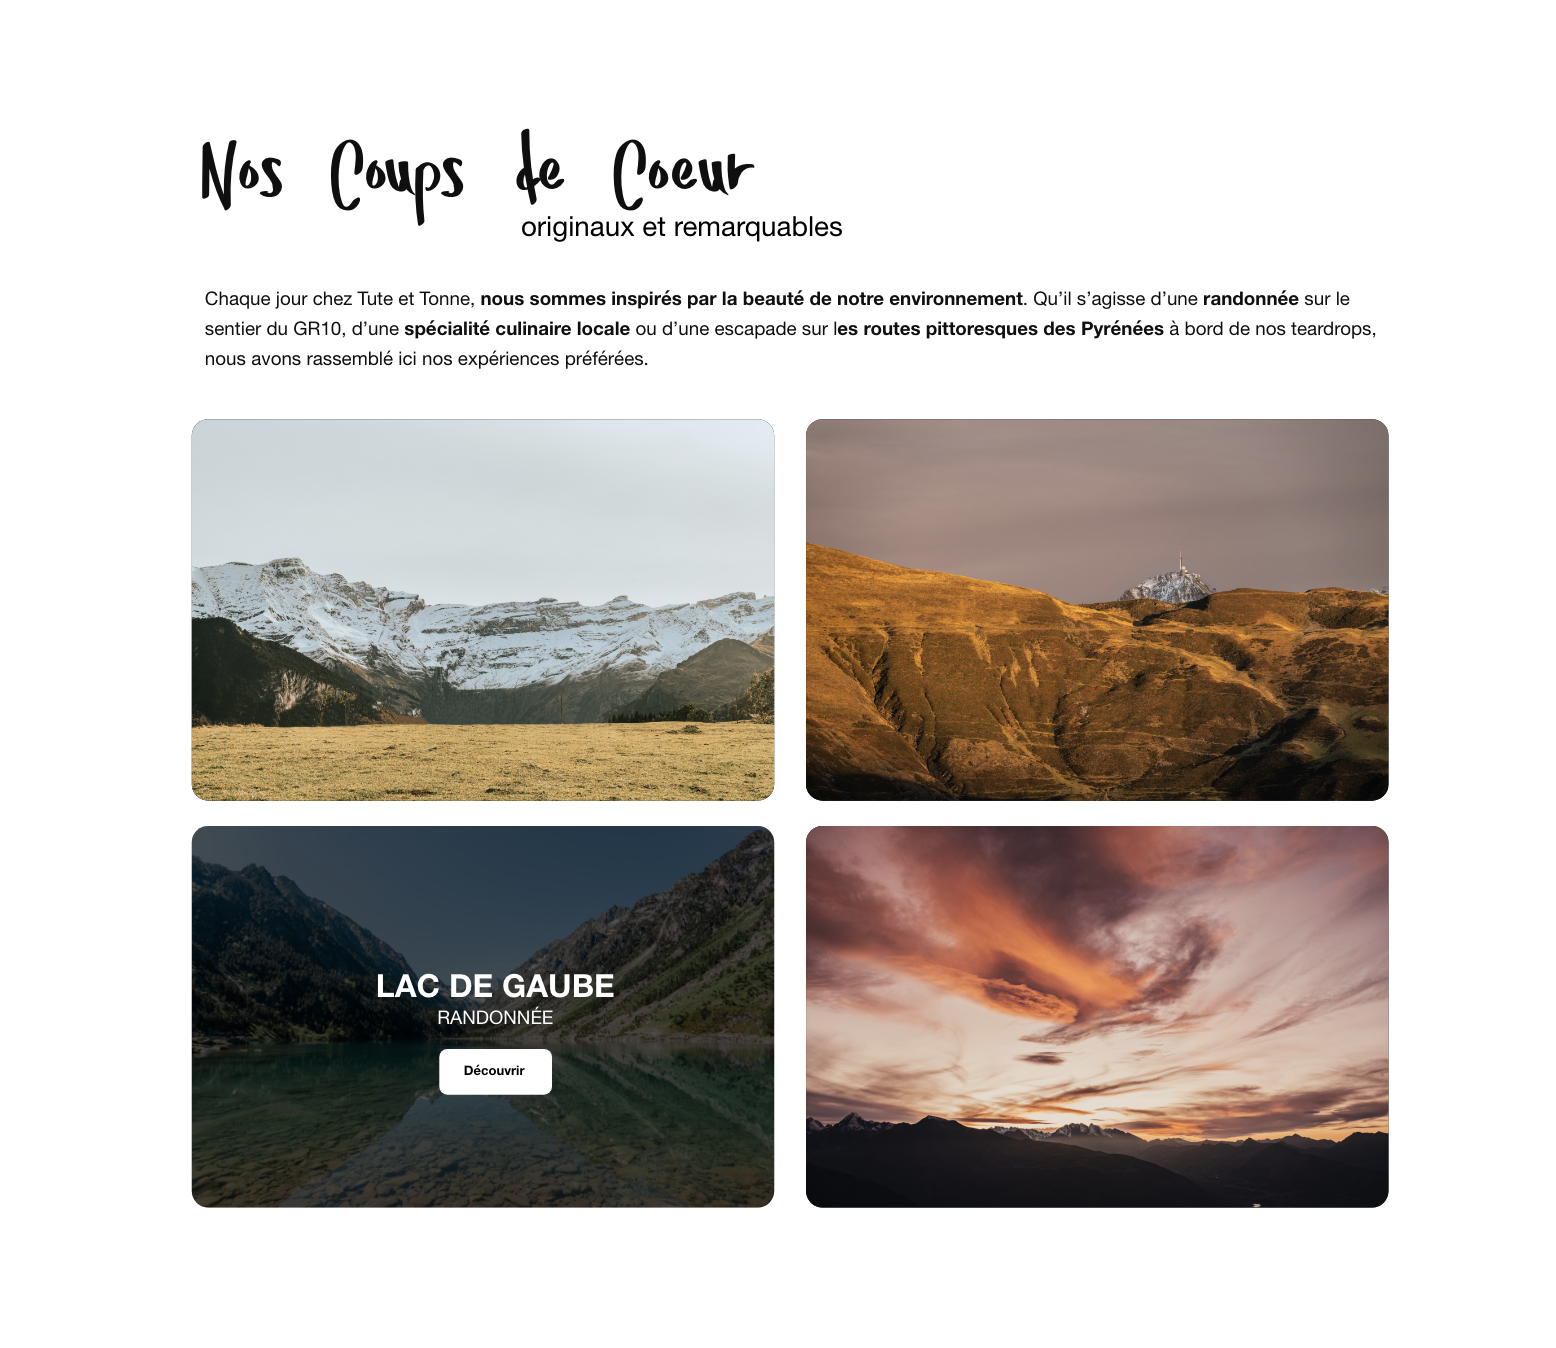 Nos Coups de Coeur
originaux et remarquables
Chaque jour chez Tute et Tonne, nous sommes inspirés par la beauté de notre environnement. Qu’il s’agisse d’une randonnée sur le
sentier du GR10, d’une spécialité culinaire locale ou d’une escapade sur les routes pittoresques des Pyrénées à bord de nos teardrops,
nous avons rassemblé ici nos expériences préférées.
LAC DE GAUBE
RANDONNÉE
Découvrir